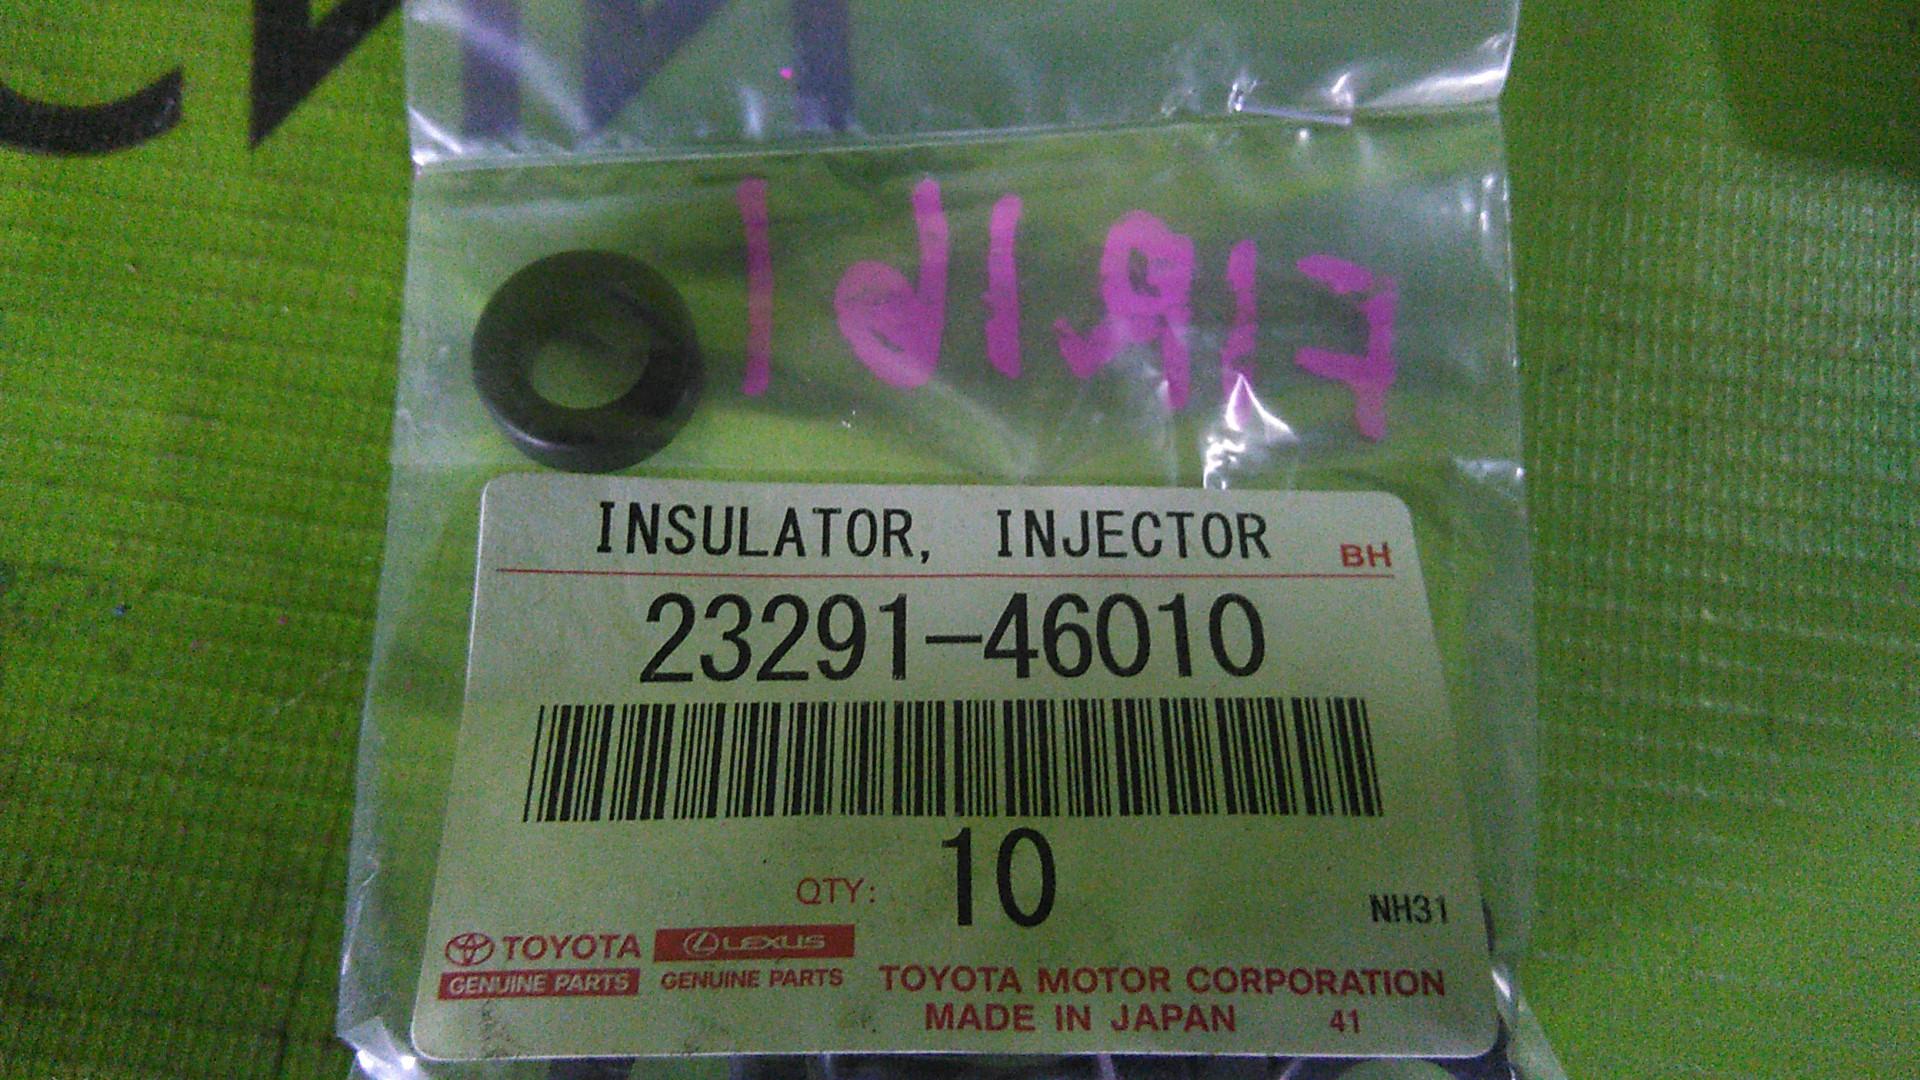 INSULATOR, INJECTOR BH
23291-46010
10
QTY:
NH31
TOYOTA LEXUS
GENUINE PARTS GENUINE PARTS
TOYOTA MOTOR CORPORATION
MADE IN JAPAN 41